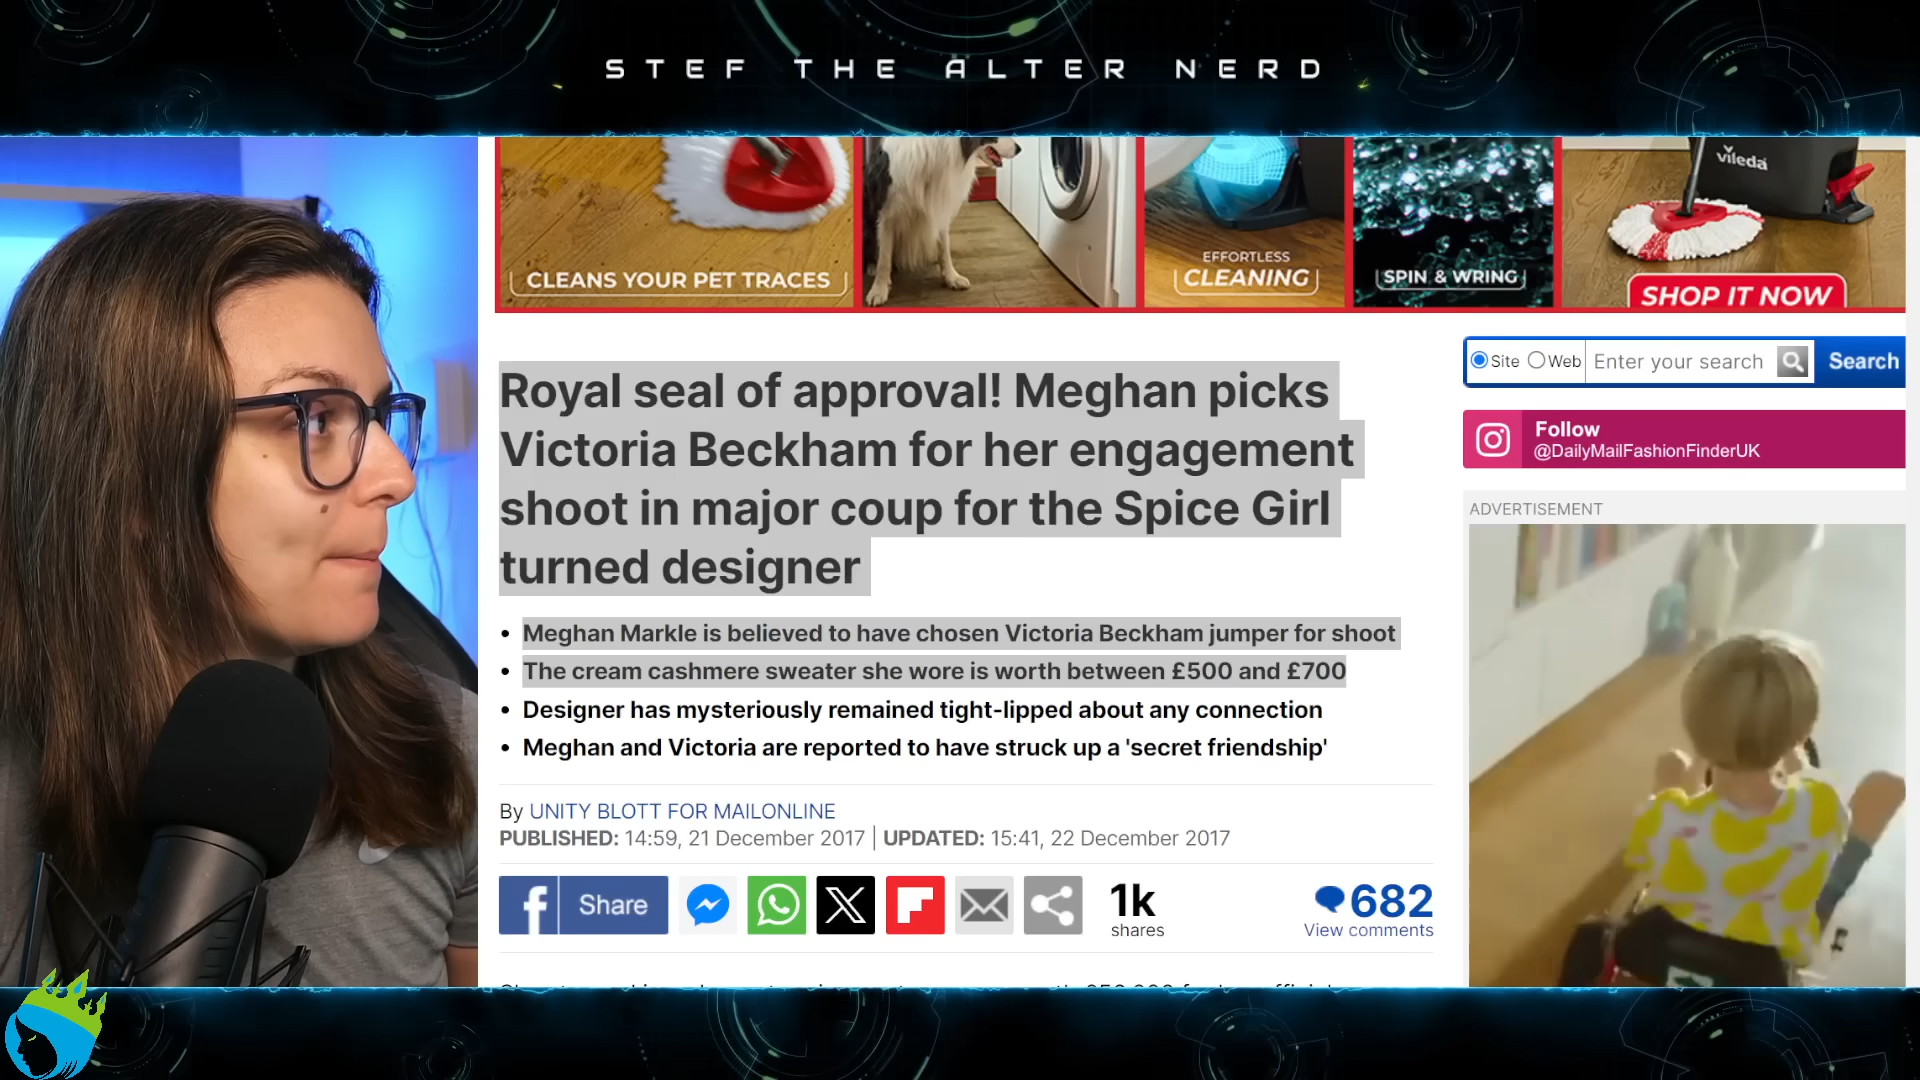 STEF THE ALTER NERD
CLEANS YOUR PET TRACES
EFFORTLESS
CLEANING
SPIN & WRING
vileda
SHOP IT NOW
Site Web Enter your search Search
Follow
@DailyMailFashionFinderUK
ADVERTISEMENT
Royal seal of approval! Meghan picks
Victoria Beckham for her engagement
shoot in major coup for the Spice Girl
turned designer
• Meghan Markle is believed to have chosen Victoria Beckham jumper for shoot
• The cream cashmere sweater she wore is worth between £500 and £700
• Designer has mysteriously remained tight-lipped about any connection
• Meghan and Victoria are reported to have struck up a 'secret friendship'
By UNITY BLOTT FOR MAILONLINE
PUBLISHED: 14:59, 21 December 2017 | UPDATED: 15:41, 22 December 2017
Share
1k
shares
682
View comments